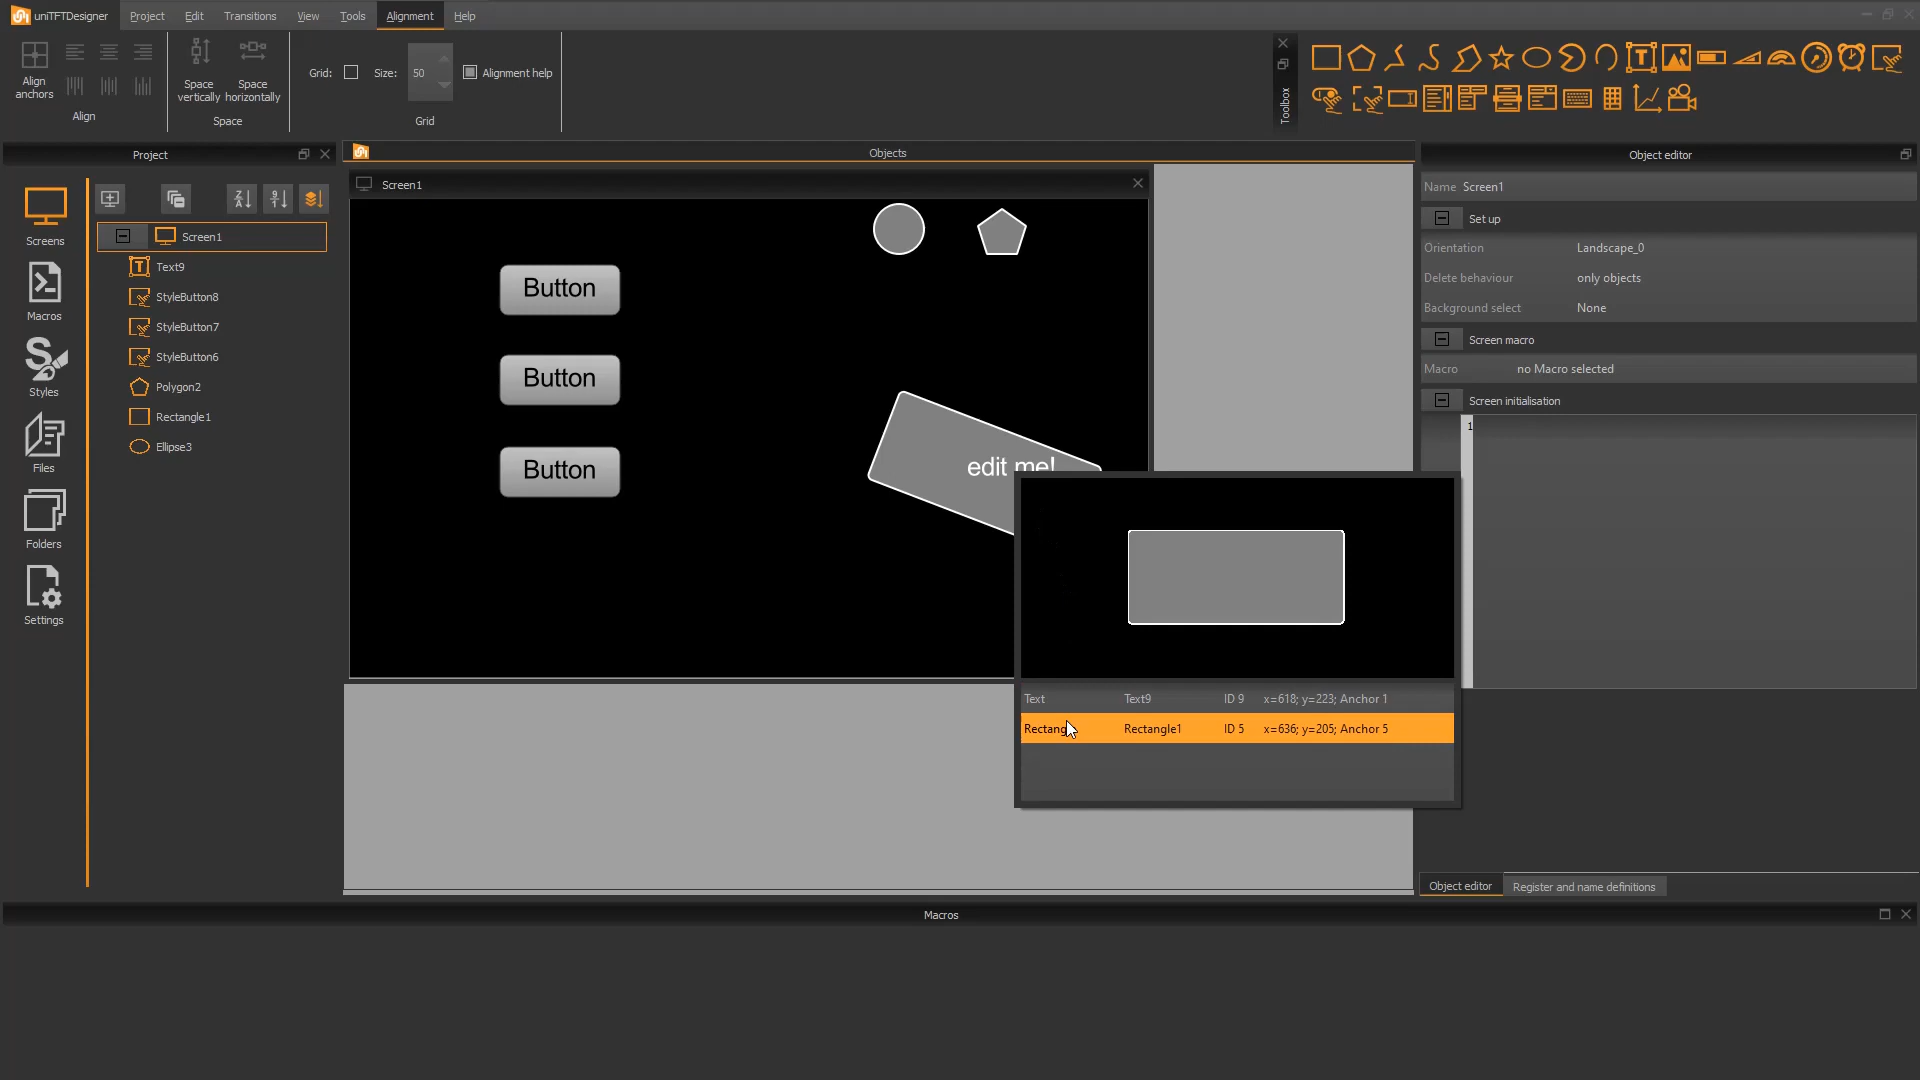 uniTFTDesigner Project Edit Transitions View Tools Alignment Help
Align
anchors
Align
Space
vertically
Space
horizontally
Space
Grid: Size: 50 Alignment help
Grid
Toolbox
Project
Screens
Macros
Styles
Files
Folders
Settings
Screen1
Text9
StyleButton8
StyleButton7
StyleButton6
Polygon2
Rectangle1
Ellipse3
Objects
Screen1
Button
Button
Button
edit me!
Text Text9 ID 9 x=618; y=223; Anchor 1
Rectang Rectangle1 ID 5 x=636; y=205; Anchor 5
Object editor
Name Screen1
Set up
Orientation Landscape_0
Delete behaviour only objects
Background select None
Screen macro
Macro no Macro selected
Screen initialisation
1
Object editor Register and name definitions
Macros